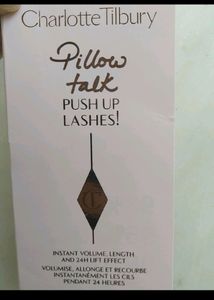 Charlotte Tilbury
Pillow
talk
PUSH UP
LASHES!
CT
INSTANT VOLUME, LENGTH
AND 24H LIFT EFFECT
VOLUMISE, ALLONGE ET RECOURBE
INSTANTANÉMENT LES CILS
PENDANT 24 HEURES